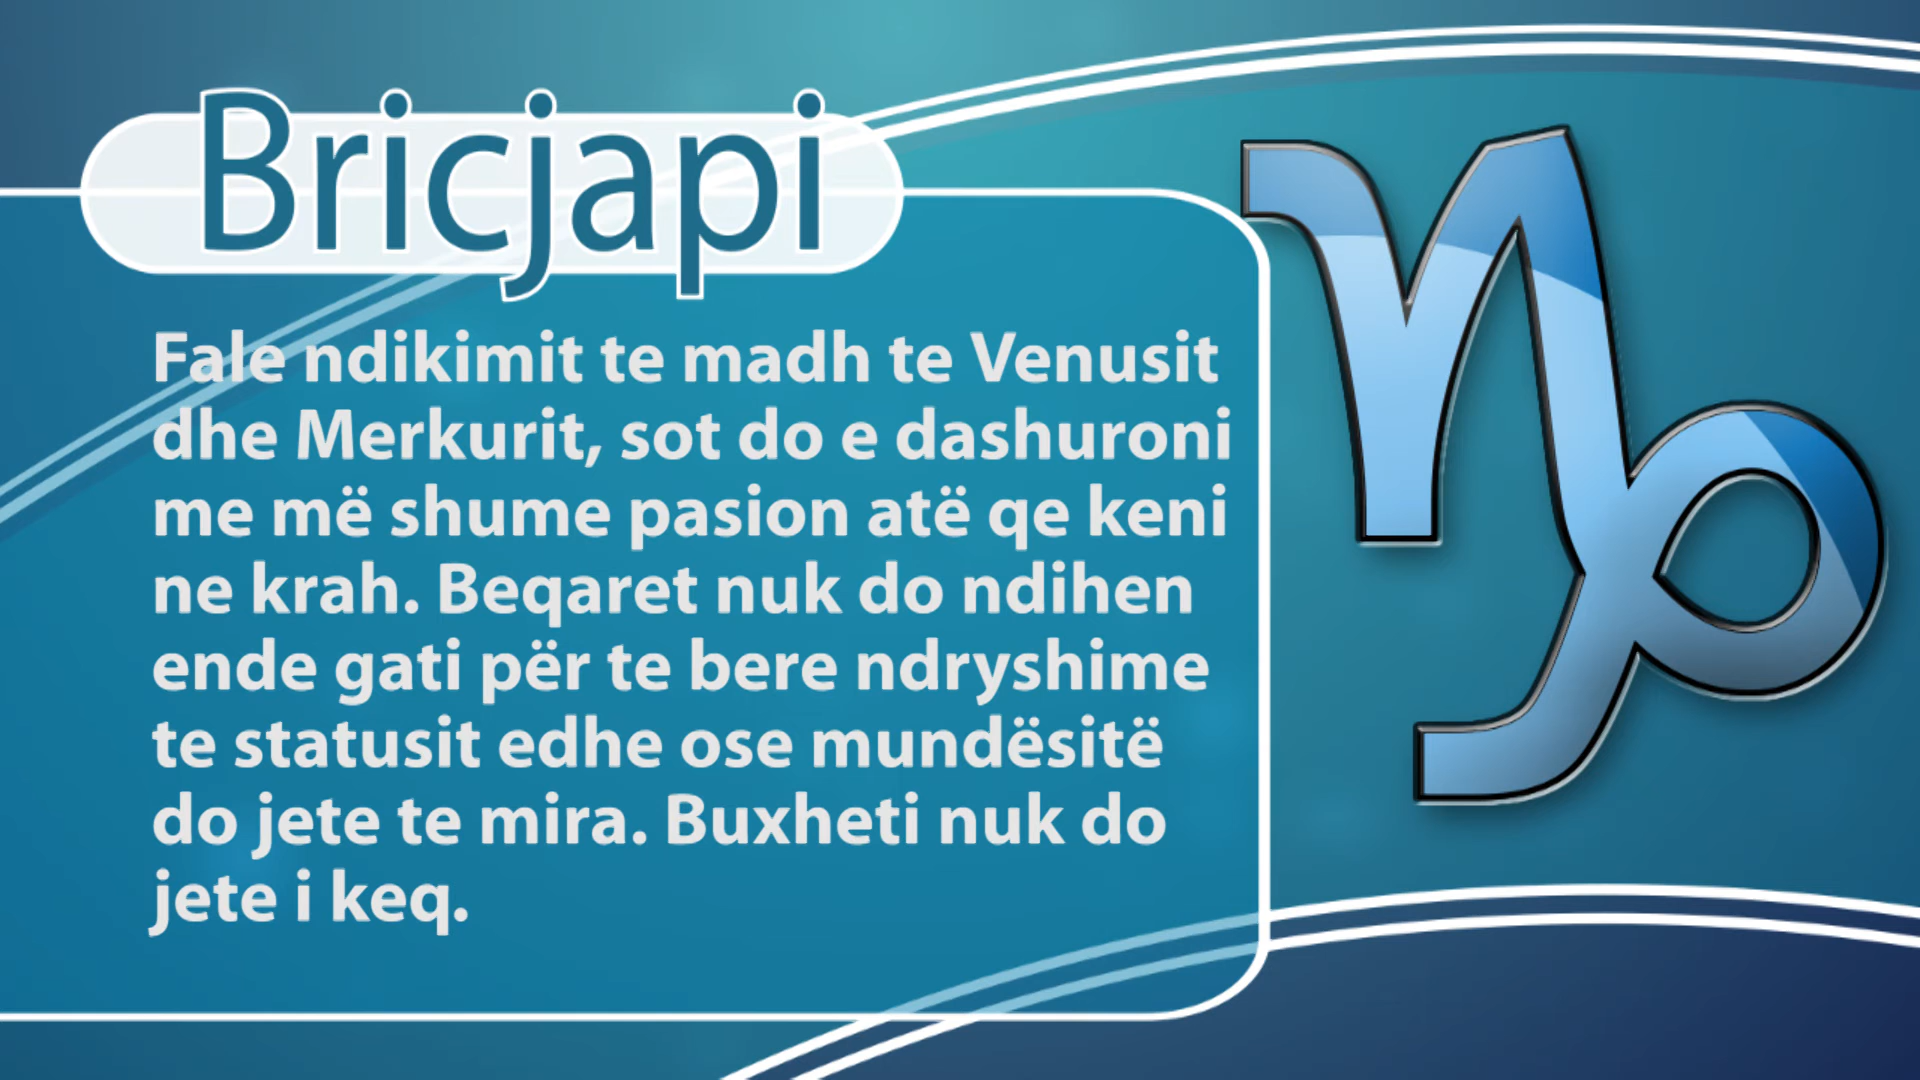 Bricjapi
Fale ndikimit te madh te Venusit
dhe Merkurit, sot do e dashuroni
me më shume pasion atë qe keni
ne krah. Beqaret nuk do ndihen
ende gati për te bere ndryshime
te statusit edhe ose mundësitë
do jete te mira. Buxheti nuk do
jete i keq.